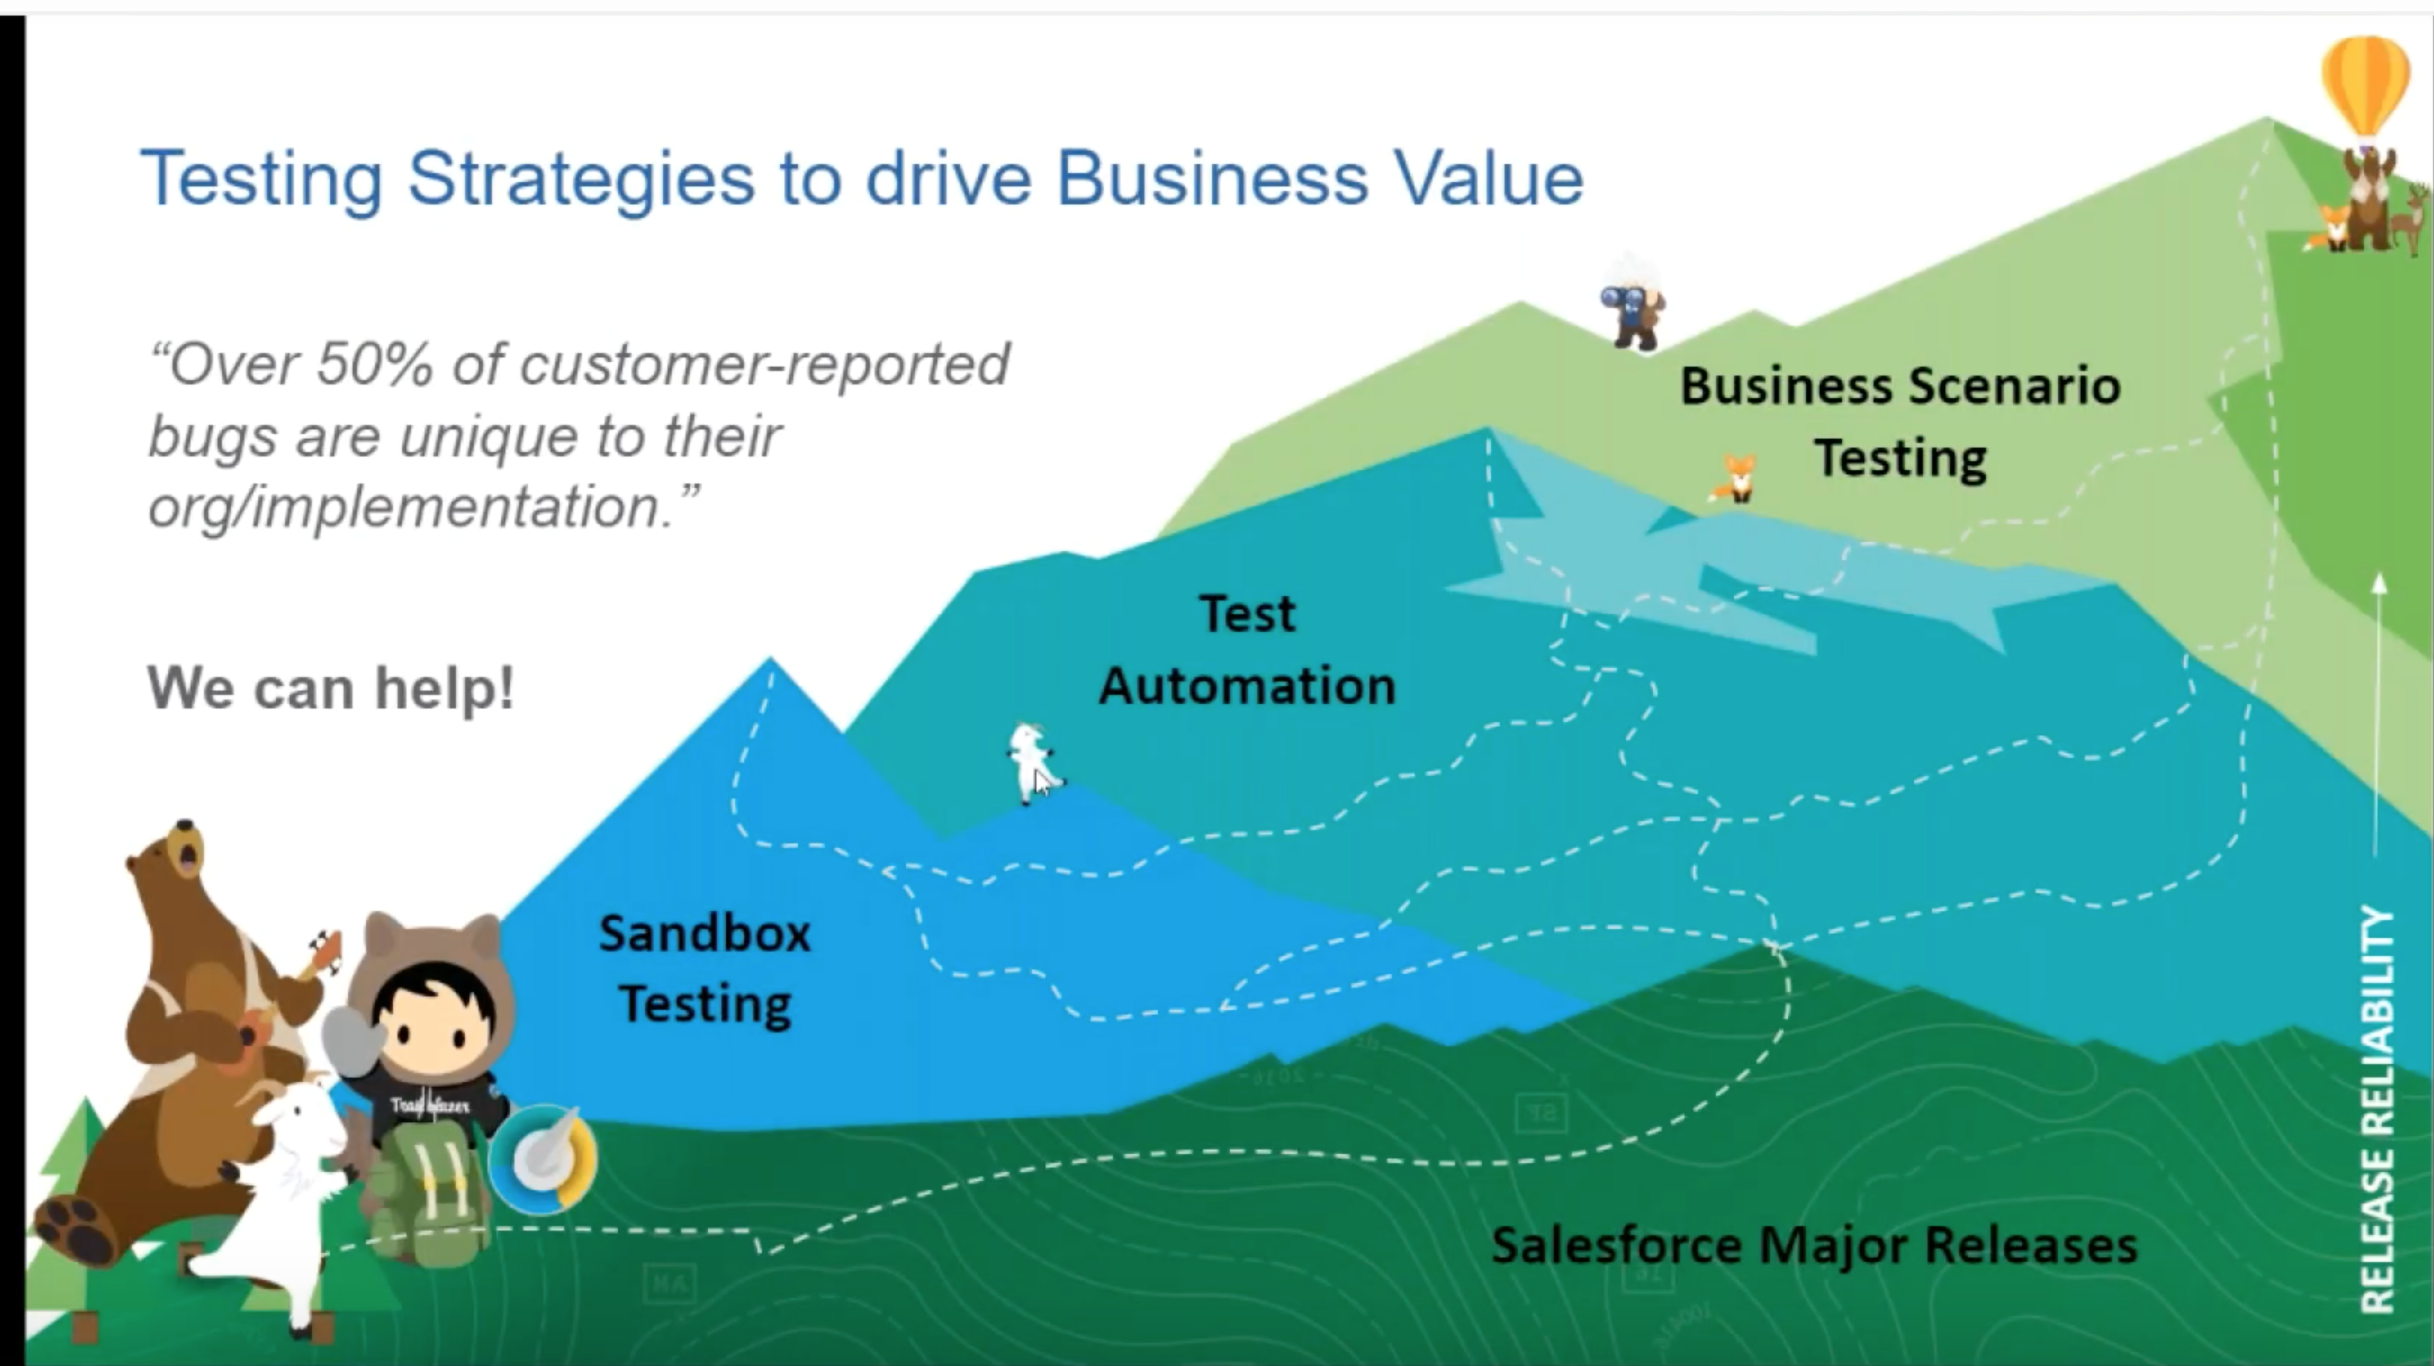 Testing Strategies to drive Business Value
“Over 50% of customer-reported
bugs are unique to their
org/implementation.”
We can help!
Business Scenario
Testing
Test
Automation
Sandbox
Testing
Salesforce Major Releases
RELEASE RELIABILITY
Trailblazer